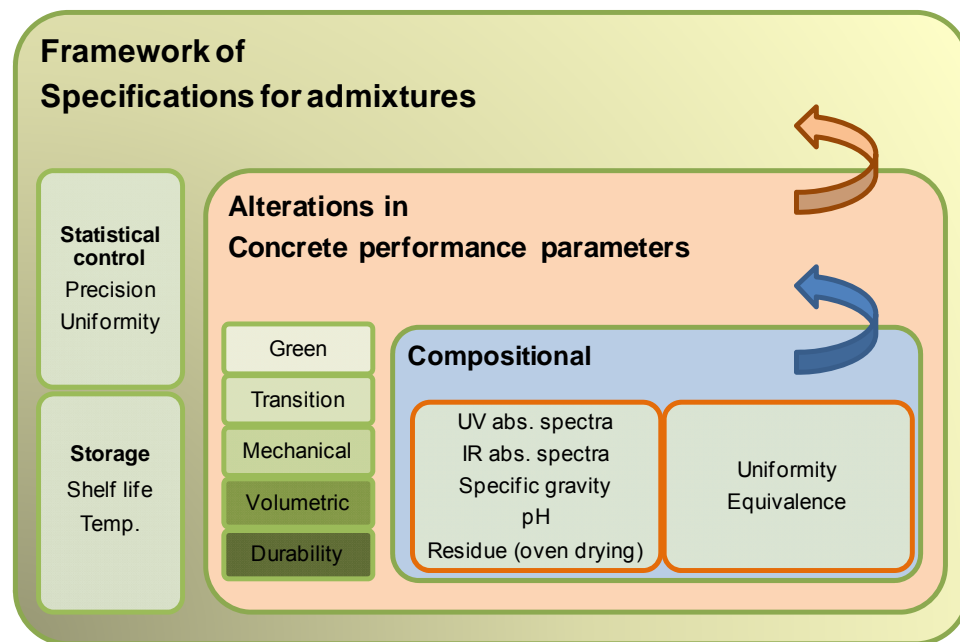 Framework of
Specifications for admixtures
Statistical
control
Precision
Uniformity
Storage
Shelf life
Temp.
Alterations in
Concrete performance parameters
Green
Transition
Mechanical
Volumetric
Durability
Compositional
UV abs. spectra
IR abs. spectra
Specific gravity
pH
Residue (oven drying)
Uniformity
Equivalence